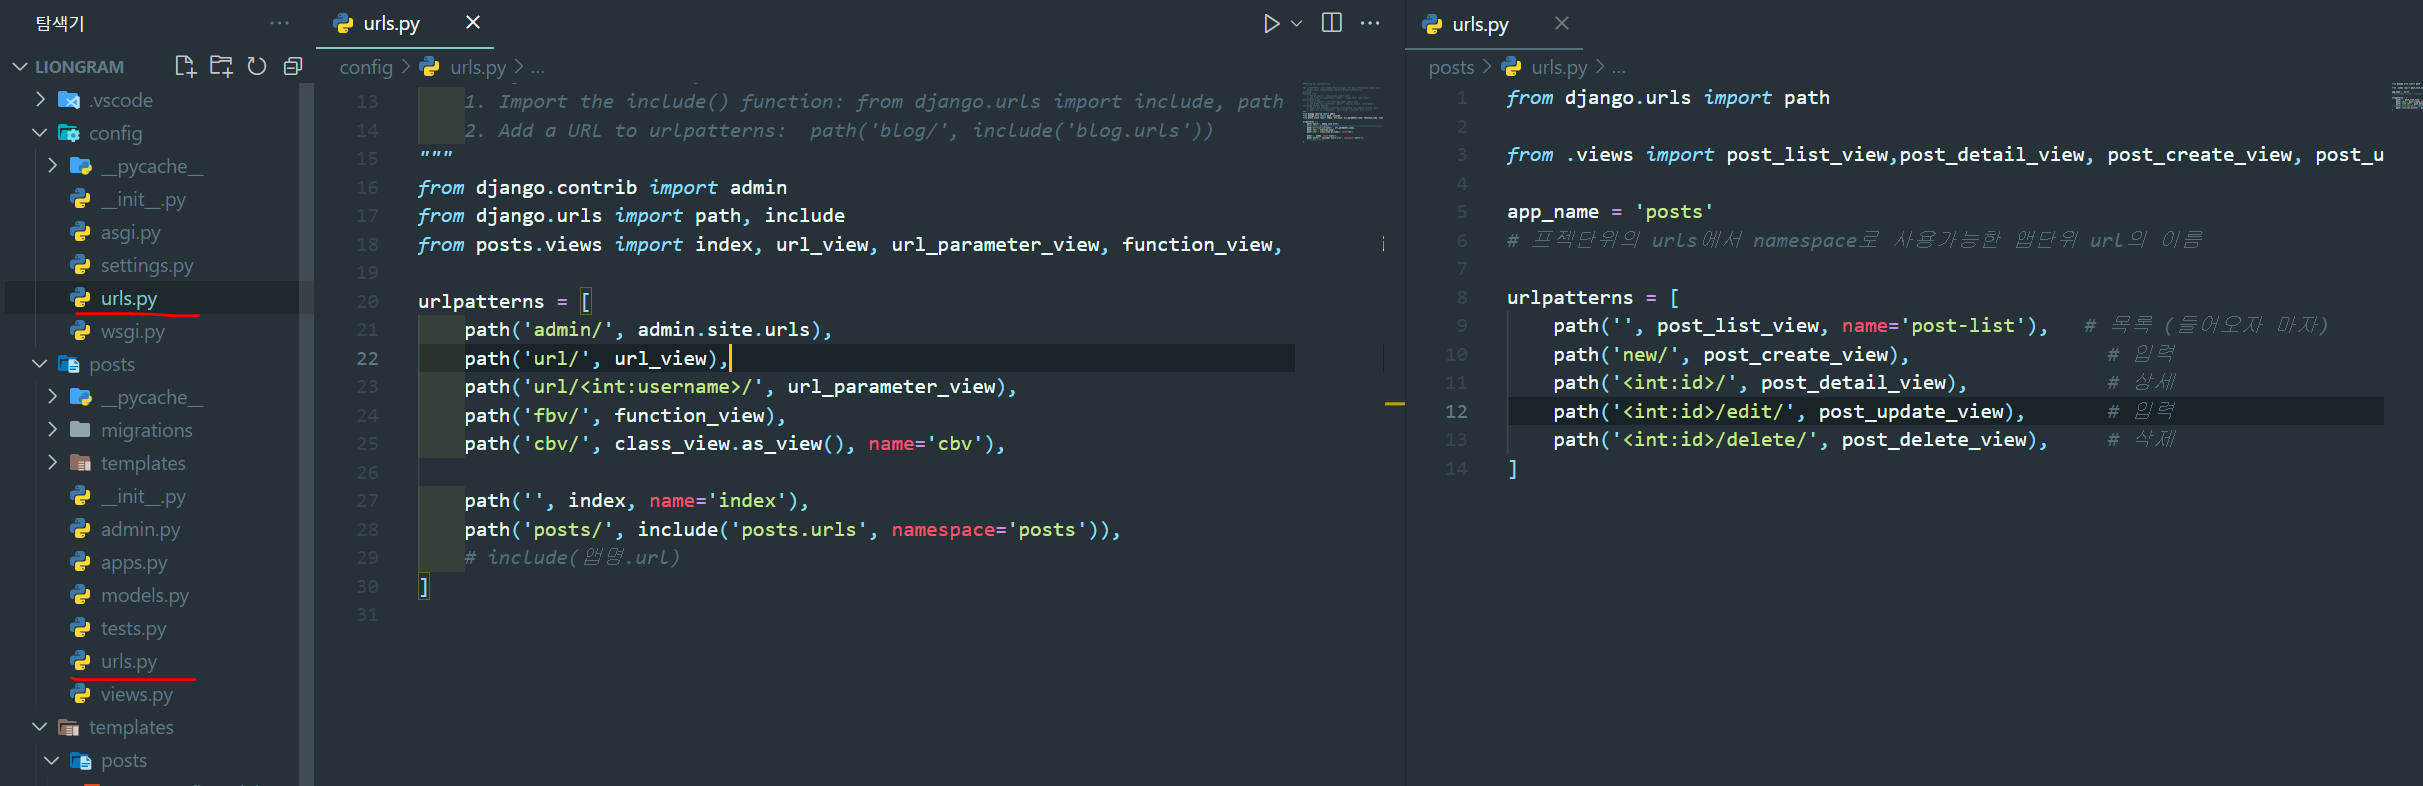 탐색기 ···
LIONGRAM
.vscode
config
__pycache__
__init__.py
asgi.py
wsgi.py
settings.py
urls.py
wsgi.py
posts
__pycache__
migrations
templates
__init__.py
admin.py
apps.py
models.py
tests.py
urls.py
views.py
templates
posts
urls.py
config > urls.py > ...
13 1. Import the include() function: from django.urls import include, path
14 2. Add a URL to urlpatterns:  path('blog/', include('blog.urls'))
15 """
16 from django.contrib import admin
17 from django.urls import path, include
18 from posts.views import index, url_view, url_parameter_view, function_view,
19
20 urlpatterns = [
21 path('admin/', admin.site.urls),
22 path('url/', url_view),
23 path('url/<int:username>/', url_parameter_view),
24 path('fbv/', function_view),
25 path('cbv/', class_view.as_view(), name='cbv'),
26
27 path('', index, name='index'),
28 path('posts/', include('posts.urls', namespace='posts')),
29 # include(앱명.url)
30 ]
31
urls.py
posts > urls.py > ...
1 from django.urls import path
2
3 from .views import post_list_view,post_detail_view, post_create_view, post_u
4
5 app_name = 'posts'
6 # 프젝단위의 urls에서 namespace로 사용가능한 앱단위 url의 이름
7
8 urlpatterns = [
9 path('', post_list_view, name='post-list'), # 목록 (들어오자 마자)
10 path('new/', post_create_view), # 입력
11 path('<int:id>/', post_detail_view), # 상세
12 path('<int:id>/edit/', post_update_view), # 입력
13 path('<int:id>/delete/', post_delete_view), # 삭제
14 ]